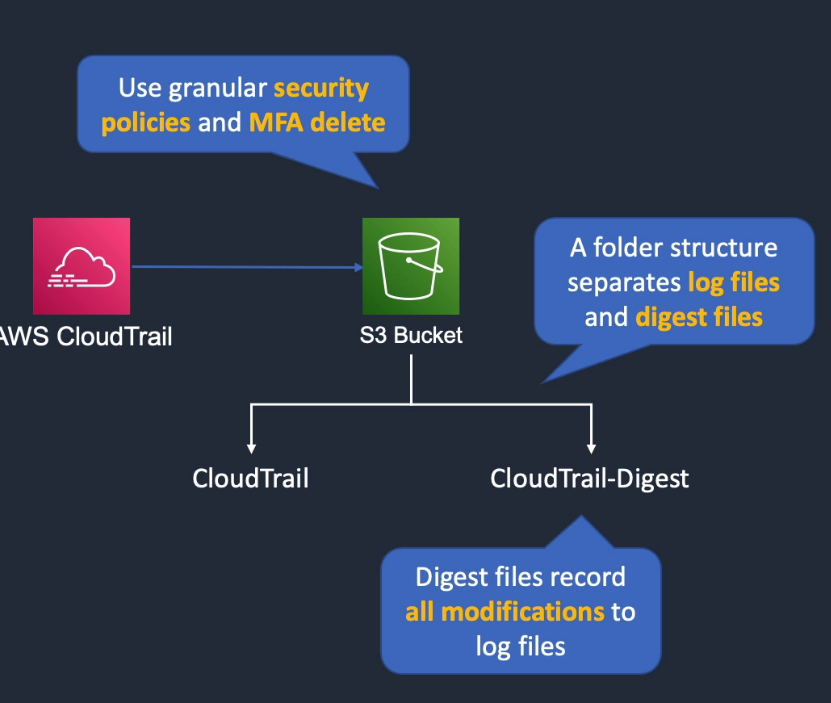 Use granular security
policies and MFA delete
A folder structure
separates log files
and digest files
AWS CloudTrail
S3 Bucket
CloudTrail
CloudTrail-Digest
Digest files record
all modifications to
log files